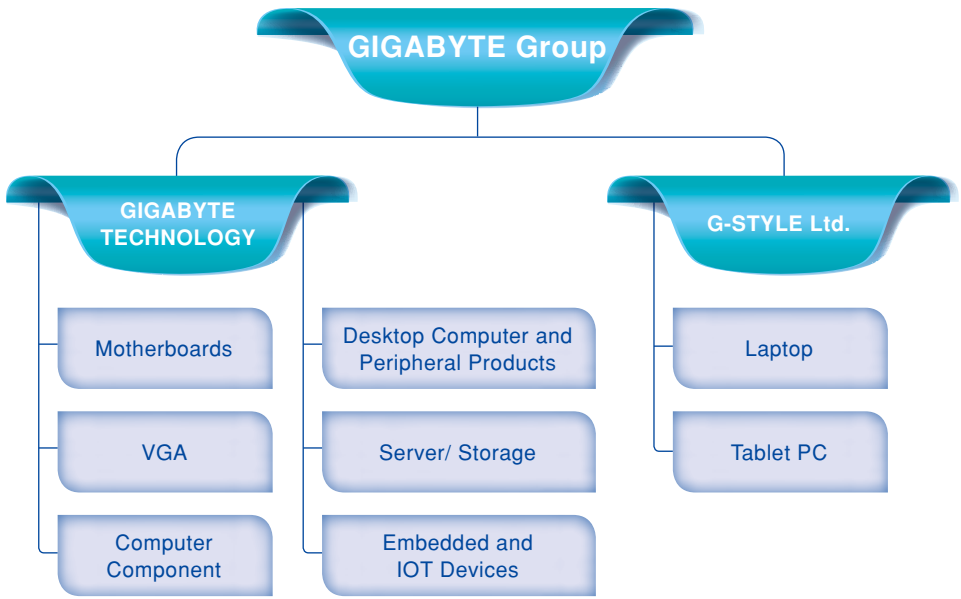 GIGABYTE Group
GIGABYTE
TECHNOLOGY
G-STYLE Ltd.
Motherboards
Desktop Computer and
Peripheral Products
Laptop
VGA
Server/ Storage
Tablet PC
Computer
Component
Embedded and
IOT Devices